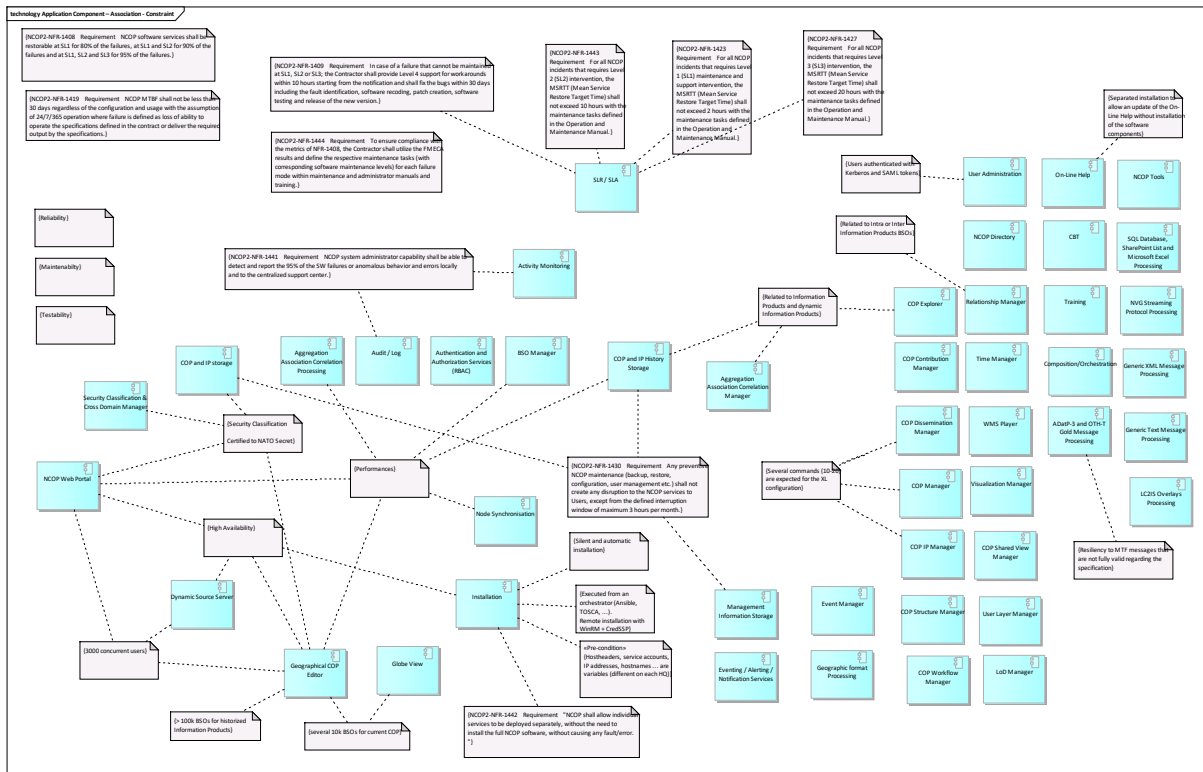 technology Application Component – Association - Constraint
{NCOP2-NFR-1408 Requirement NCOP software services shall be
restorable at SL1 for 80% of the failures, at SL1 and SL2 for 90% of the
failures and at SL1, SL2 and SL3 for 95% of the failures.}
{NCOP2-NFR-1419 Requirement NCOP MTBF shall not be less than
30 days regardless of the configuration and usage with the assumption
of 24/7/365 operation where failure is defined as loss of ability to
operate the specifications defined in the contract or deliver the required
output by the specifications.}
{NCOP2-NFR-1409 Requirement In case of a failure that cannot be maintained
at SL1, SL2 or SL3; the Contractor shall provide Level 4 support for workarounds
within 10 hours starting from the notification and shall fix the bugs within 30 days
including the fault identification, software recoding, patch creation, software
testing and release of the new version.}
{NCOP2-NFR-1444 Requirement To ensure compliance with
the metrics of NFR-1408, the Contractor shall utilize the FMECA
results and define the respective maintenance tasks (with
corresponding software maintenance levels) for each failure
mode within maintenance and administrator manuals and
training.}
{NCOP2-NFR-1443
Requirement For all NCOP
incidents that requires Level
2 (SL2) intervention, the
MSRTT (Mean Service
Restore Target Time) shall
not exceed 10 hours with the
maintenance tasks defined
in the Operation and
Maintenance Manual.}
{NCOP2-NFR-1423
Requirement For all NCOP
incidents that requires Level
1 (SL1) maintenance and
support intervention, the
MSRTT (Mean Service
Restore Target Time) shall
not exceed 2 hours with the
maintenance tasks defined
in the Operation and
Maintenance Manual.}
{NCOP2-NFR-1427
Requirement For all NCOP
incidents that requires Level
3 (SL3) intervention, the
MSRTT (Mean Service
Restore Target Time) shall
not exceed 20 hours with the
maintenance tasks defined
in the Operation and
Maintenance Manual.}
{Separated installation to
allow an update of the On-
Line Help without installation
of the software
components}
SLR / SLA
{Users authenticated with
Kerberos and SAML tokens}
User Administration
On-Line Help
NCOP Tools
{Reliability}
{Maintenabilty}
{Testability}
{NCOP2-NFR-1441 Requirement NCOP system administrator capability shall be able to
detect and report the 95% of the SW failures or anomalous behavior and errors locally
and to the centralized support center.}
Activity Monitoring
{Related to Intra or Inter
Information Products BSOs}
NCOP Directory
CBT
SQL Database,
SharePoint List and
Microsoft Excel
Processing
{Related to Information
Products and dynamic
Information Products}
COP Explorer
Relationship Manager
Training
NVG Streaming
Protocol Processing
COP and IP storage
Aggregation
Association Correlation
Processing
Audit / Log
Authentication and
Authorization Services
(RBAC)
BSO Manager
COP and IP History
Storage
Aggregation
Association Correlation
Manager
COP Contribution
Manager
Time Manager
Composition/Orchestration
Generic XML Message
Processing
Security Classification &
Cross Domain Manager
{Security Classification
Certified to NATO Secret}
COP Dissemination
Manager
WMS Player
ADatP-3 and OTH-T
Gold Message
Processing
Generic Text Message
Processing
NCOP Web Portal
{Performances}
{NCOP2-NFR-1430 Requirement Any preventive
NCOP maintenance (backup, restore,
configuration, user management etc.) shall not
create any disruption to the NCOP services to
Users, except from the defined interruption
window of maximum 3 hours per month.}
{Several commands (10-20)
are expected for the XL
configuration}
COP Manager
Visualization Manager
LC2IS Overlays
Processing
{High Availability}
Node Synchronisation
{Silent and automatic
installation}
COP IP Manager
COP Shared View
Manager
{Resiliency to MTF messages that
are not fully valid regarding the
specification}
Dynamic Source Server
Installation
{Executed from an
orchestrator (Ansible,
TOSCA, ...).
Remote installation with
WinRM + CredSSP}
Management
Information Storage
Event Manager
COP Structure Manager
User Layer Manager
{3000 concurrent users}
Geographical COP
Editor
Globe View
«Pre-condition»
{Hostheaders, service accounts,
IP addresses, hostnames ... are
variables (different on each HQ)}
Eventing / Alerting /
Notification Services
Geographic format
Processing
COP Workflow
Manager
LoD Manager
{> 100k BSOs for historized
Information Products}
{several 10k BSOs for current COP}
{NCOP2-NFR-1442 Requirement "NCOP shall allow individual
services to be deployed separately, without the need to
install the full NCOP software, without causing any fault/error.
"}